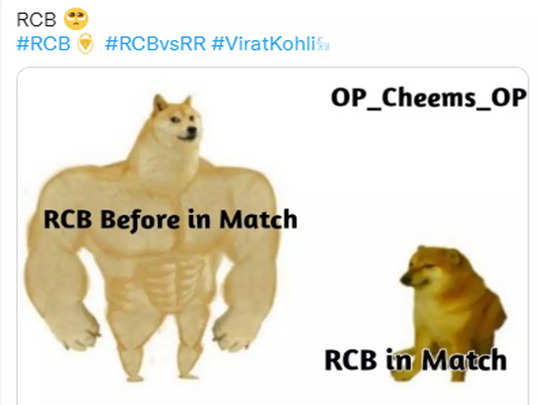 RCB 🥺
#RCB #RCBvsRR #ViratKohli
OP_Cheems_OP
RCB Before in Match
RCB in Match